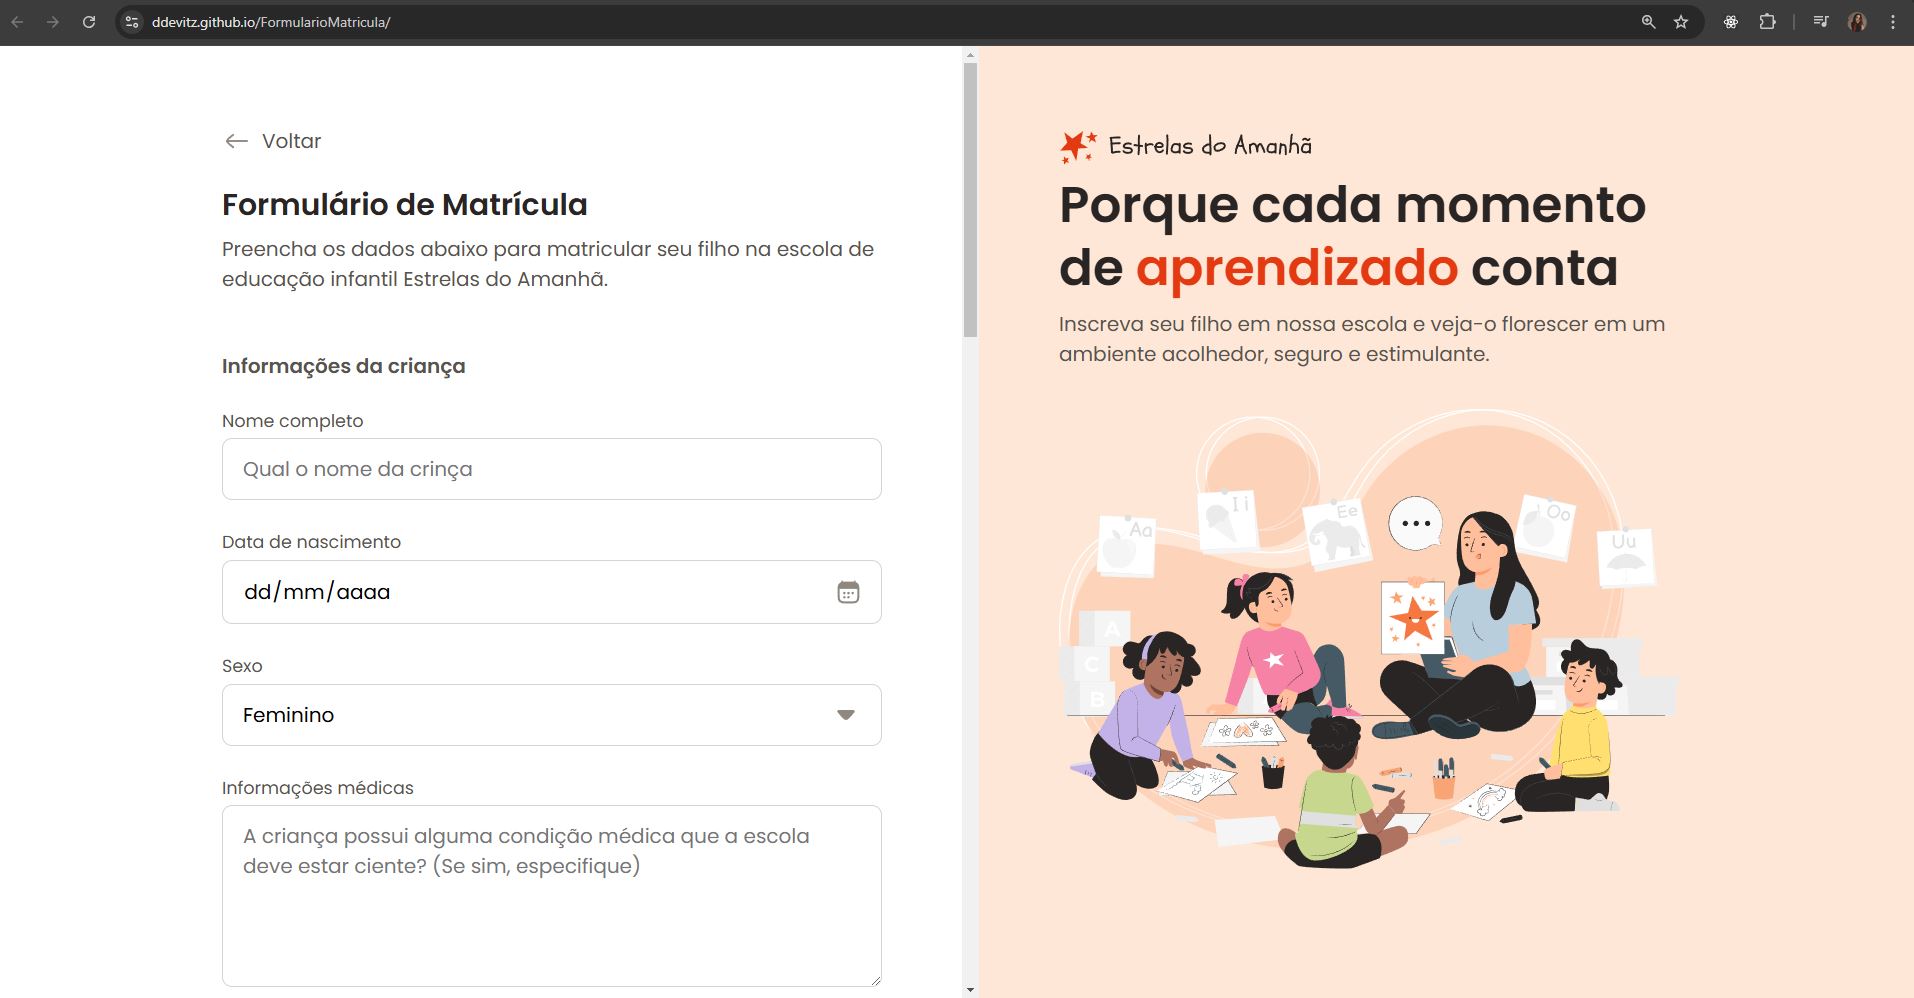 ddevitz.github.io/FormularioMatricula/
Voltar
Formulário de Matrícula
Preencha os dados abaixo para matricular seu filho na escola de
educação infantil Estrelas do Amanhã.
Informações da criança
Nome completo
Qual o nome da crinça
Data de nascimento
dd/mm/aaaa
Sexo
Feminino
Informações médicas
A criança possui alguma condição médica que a escola
deve estar ciente? (Se sim, especifique)
Estrelas do Amanhã
Porque cada momento
de aprendizado conta
Inscreva seu filho em nossa escola e veja-o florescer em um
ambiente acolhedor, seguro e estimulante.
Aa
Ii
Ee
Oo
Uu
A
C
B